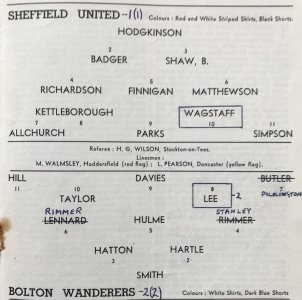 SHEFFIELD UNITED -1(1) Colours: Red and White Striped Shirts, Black Shorts.
HODGKINSON
2 3
BADGER SHAW, B.
4 5 6
RICHARDSON FINNIGAN MATTHEWSON
KETTLEBOROUGH WAGSTAFF
7 8 9 10 11
ALLCHURCH PARKS SIMPSON
Referee: H. G. WILSON, Stockton-on-Tees.
Linesmen:
M. WALMSLEY, Huddersfield (red flag); L. PEARSON, Doncaster (yellow flag).
HILL DAVIES BUTLER
11 10 9 8 7
TAYLOR LEE -2 PILKINGTON
RIMMER STANLEY
LENNARD HULME RIMMER
6 5 4
HATTON HARTLE
3 2
SMITH
BOLTON WANDERERS -2(2) Colours: White Shirts, Dark Blue Shorts